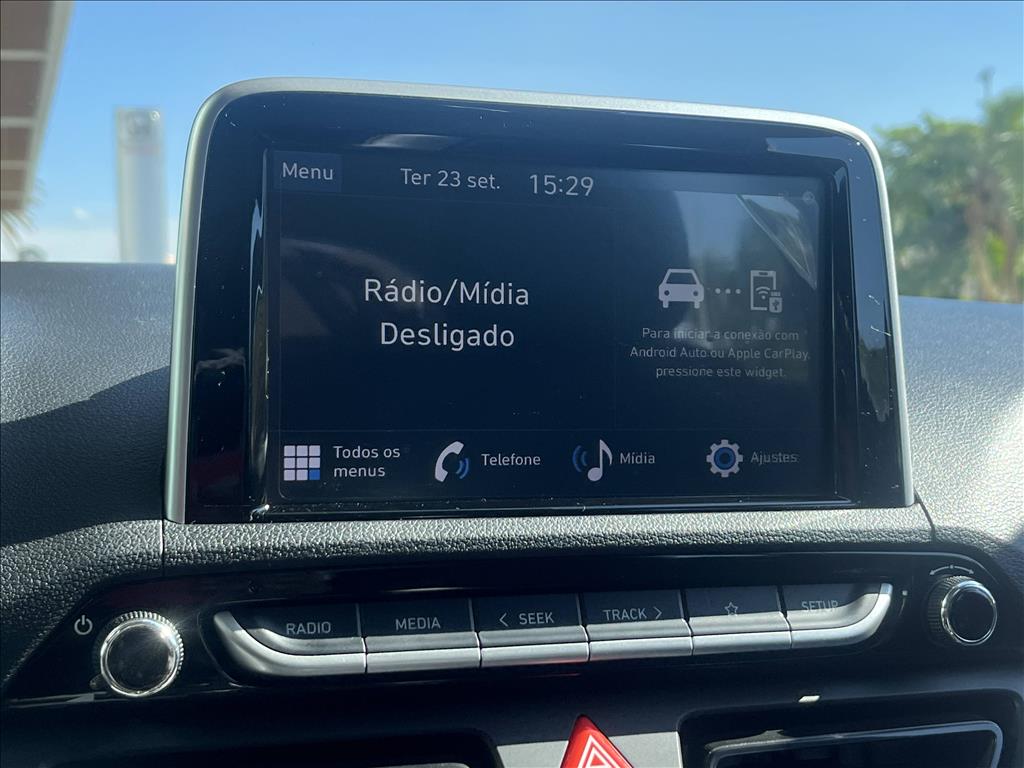 Menu
Ter 23 set. 15:29
Rádio/Mídia
Desligado
Para iniciar a conexão com
Android Auto ou Apple CarPlay,
pressione este widget.
Todos os
menus
Telefone
Mídia
Ajustes
RADIO
MEDIA
< SEEK
TRACK >
SETUP